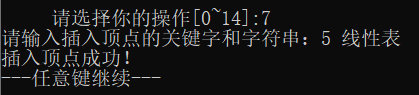 请选择你的操作[0~14]:7
请输入插入顶点的关键字和字符串：5 线性表
插入顶点成功！
---任意键继续---